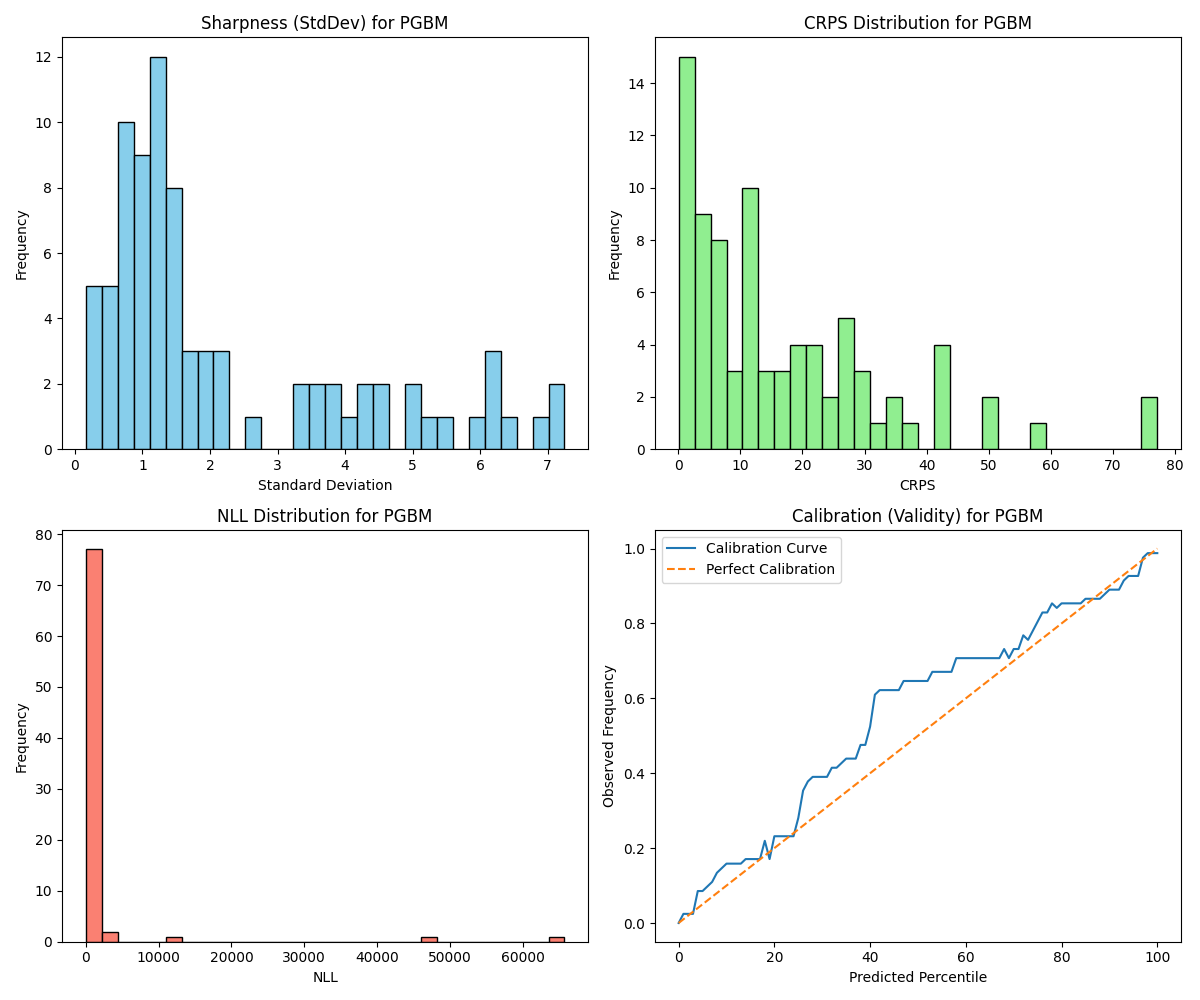 Sharpness (StdDev) for PGBM
Frequency
12
10
8
6
4
2
0
0 1 2 3 4 5 6 7
Standard Deviation
CRPS Distribution for PGBM
Frequency
14
12
10
8
6
4
2
0
0 10 20 30 40 50 60 70 80
CRPS
NLL Distribution for PGBM
Frequency
80
70
60
50
40
30
20
10
0
0 10000 20000 30000 40000 50000 60000
NLL
Calibration (Validity) for PGBM
Calibration Curve
Perfect Calibration
Observed Frequency
1.0
0.8
0.6
0.4
0.2
0.0
0 20 40 60 80 100
Predicted Percentile